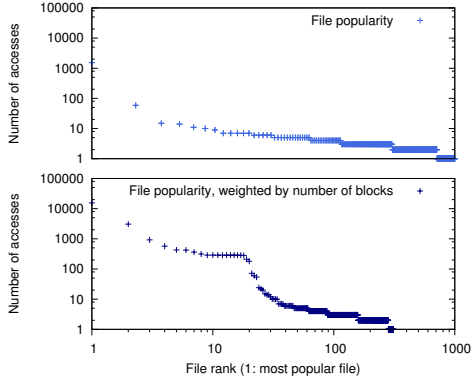 100000
10000
1000
100
10
1
Number of accesses
File popularity
100000
10000
1000
100
10
1
Number of accesses
File popularity, weighted by number of blocks
1 10 100 1000
File rank (1: most popular file)